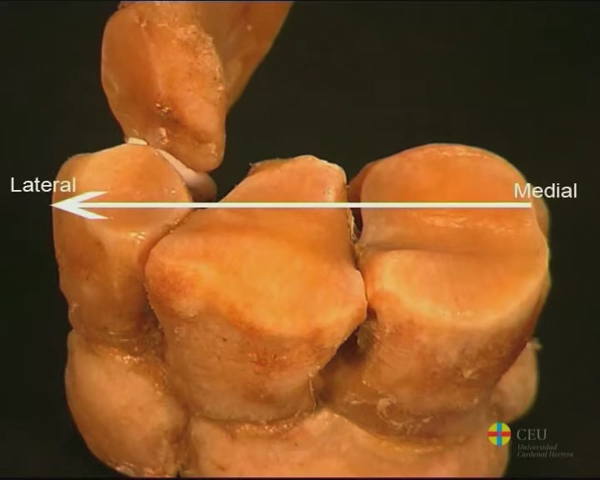 Lateral
Medial
CEU
Universidad
Cardenal Herrera